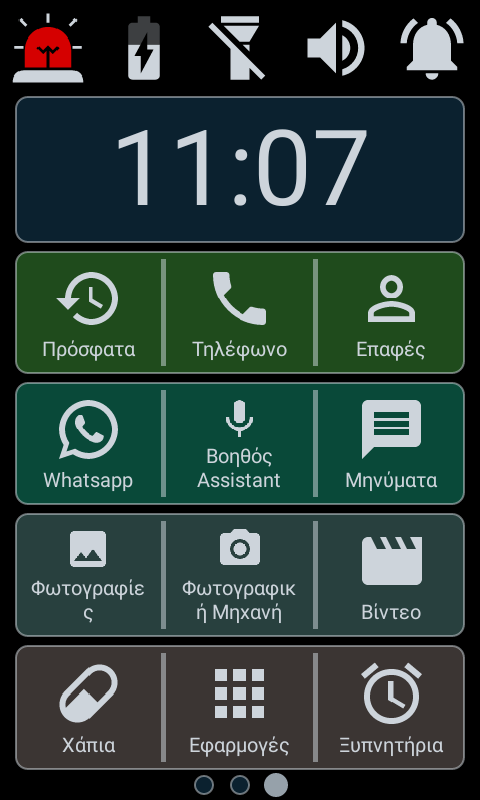 11:07
Πρόσφατα
Τηλέφωνο
Επαφές
Whatsapp
Βοηθός
Assistant
Μηνύματα
Φωτογραφίε
ς
Φωτογραφικ
ή Μηχανή
Βίντεο
Χάπια
Εφαρμογές
Ξυπνητήρια